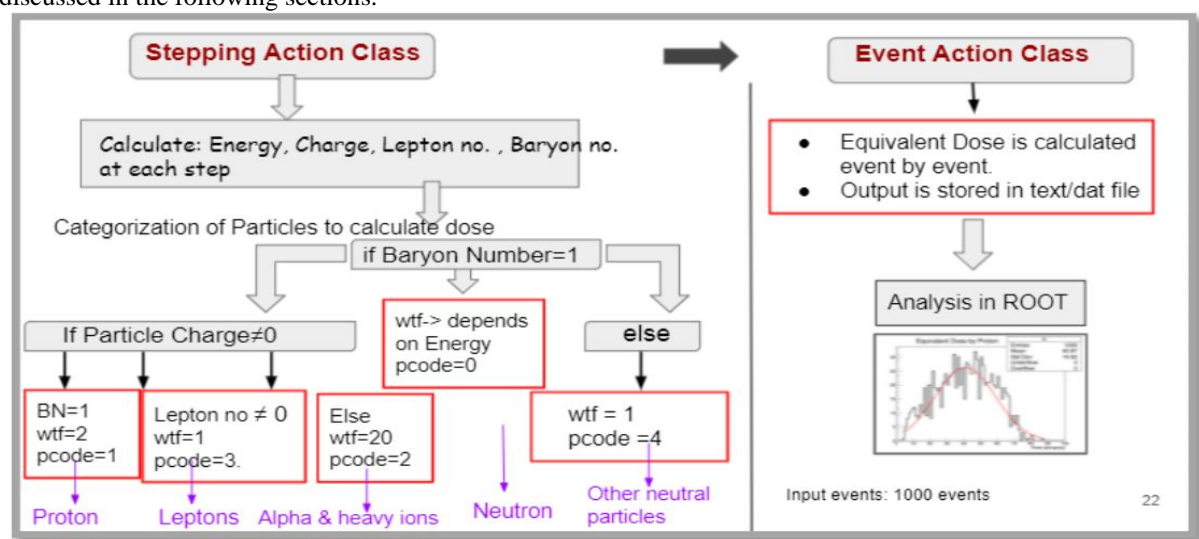 discussed in the following sections.
Stepping Action Class
Calculate: Energy, Charge, Lepton no. , Baryon no.
at each step
Categorization of Particles to calculate dose
if Baryon Number=1
If Particle Charge≠0
wtf-> depends
on Energy
pcode=0
else
BN=1
wtf=2
pcode=1
Lepton no ≠ 0
wtf=1
pcode=3.
Else
wtf=20
pcode=2
wtf = 1
pcode =4
Proton
Leptons
Alpha & heavy ions
Neutron
Other neutral
particles
Event Action Class
● Equivalent Dose is calculated
event by event.
● Output is stored in text/dat file
Analysis in ROOT
Equivalent Dose by Proton
Input events: 1000 events
22